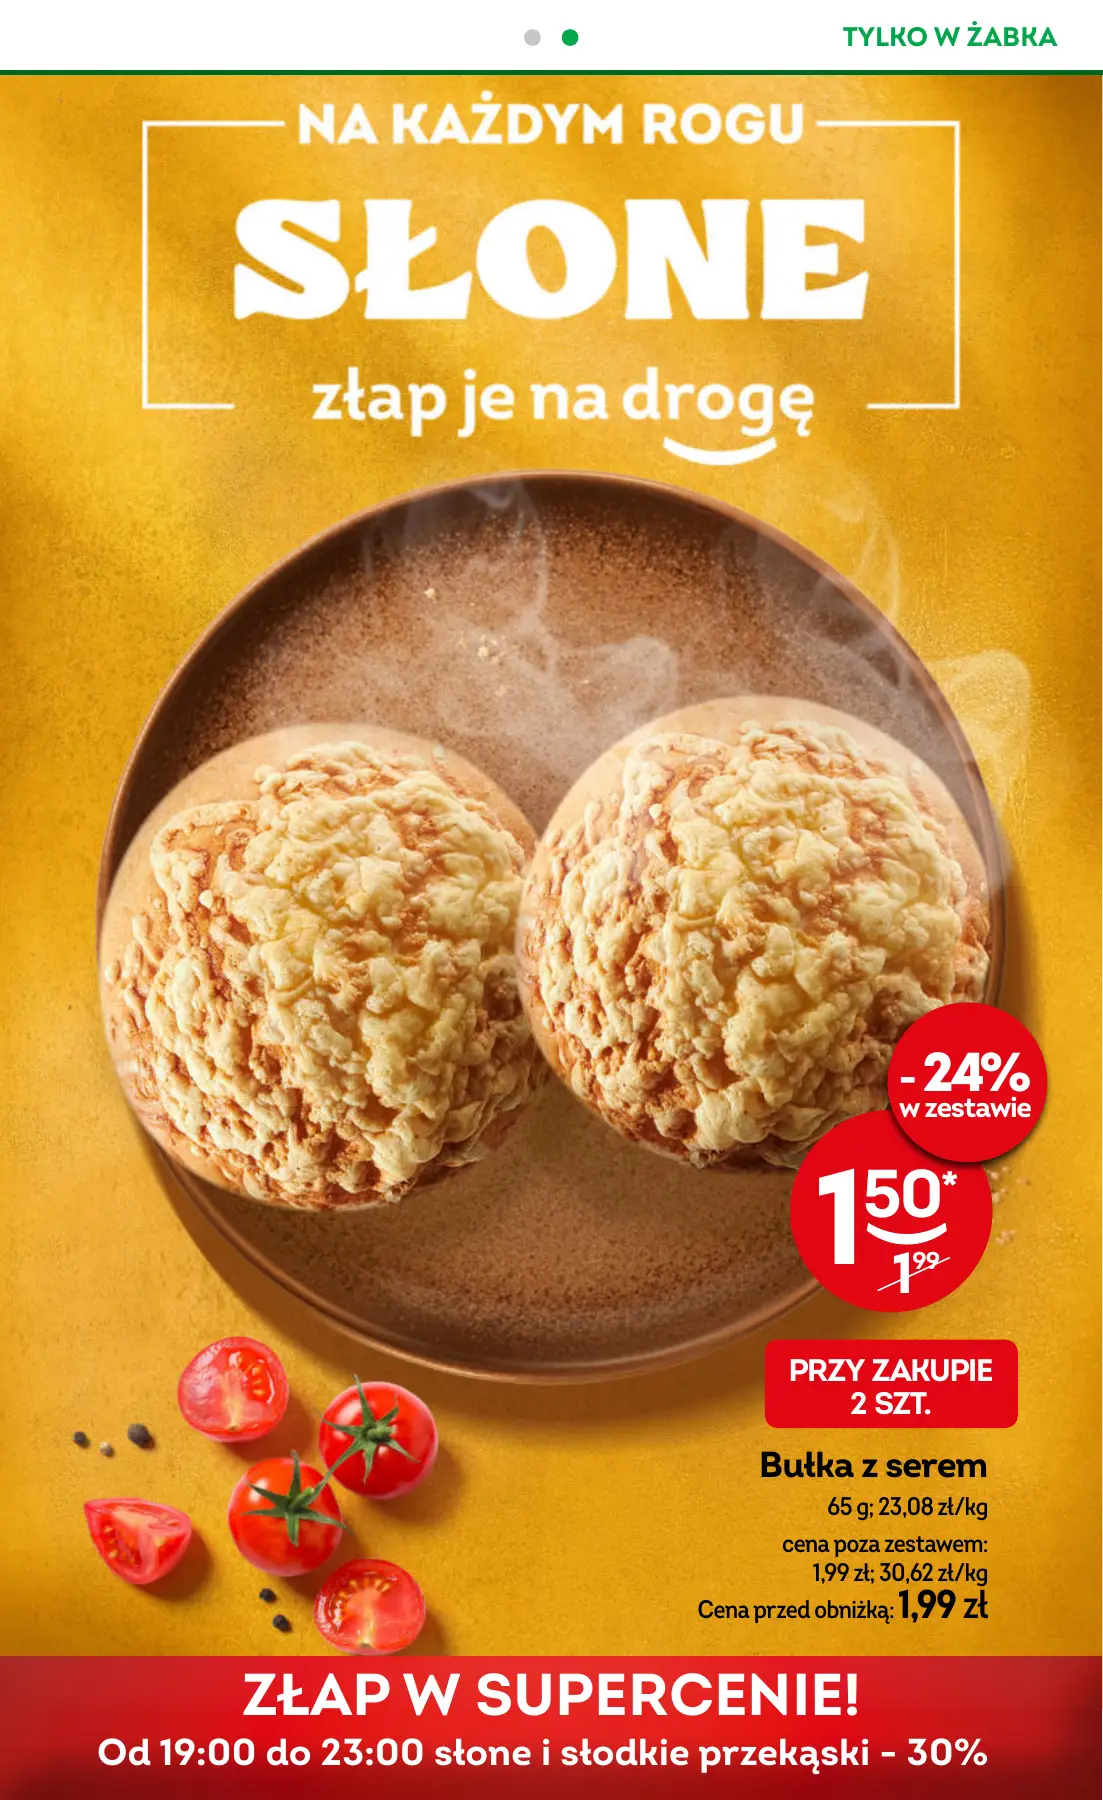 TYLKO W ŻABKA
NA KAŻDYM ROGU
SŁONE
złap je na drogę
- 24%
w zestawie
1 50*
1 99
PRZY ZAKUPIE
2 SZT.
Bułka z serem
65 g; 23,08 zł/kg
cena poza zestawem:
1,99 zł; 30,62 zł/kg
Cena przed obniżką: 1,99 zł
ZŁAP W SUPERCENIE!
Od 19:00 do 23:00 słone i słodkie przekąski - 30%